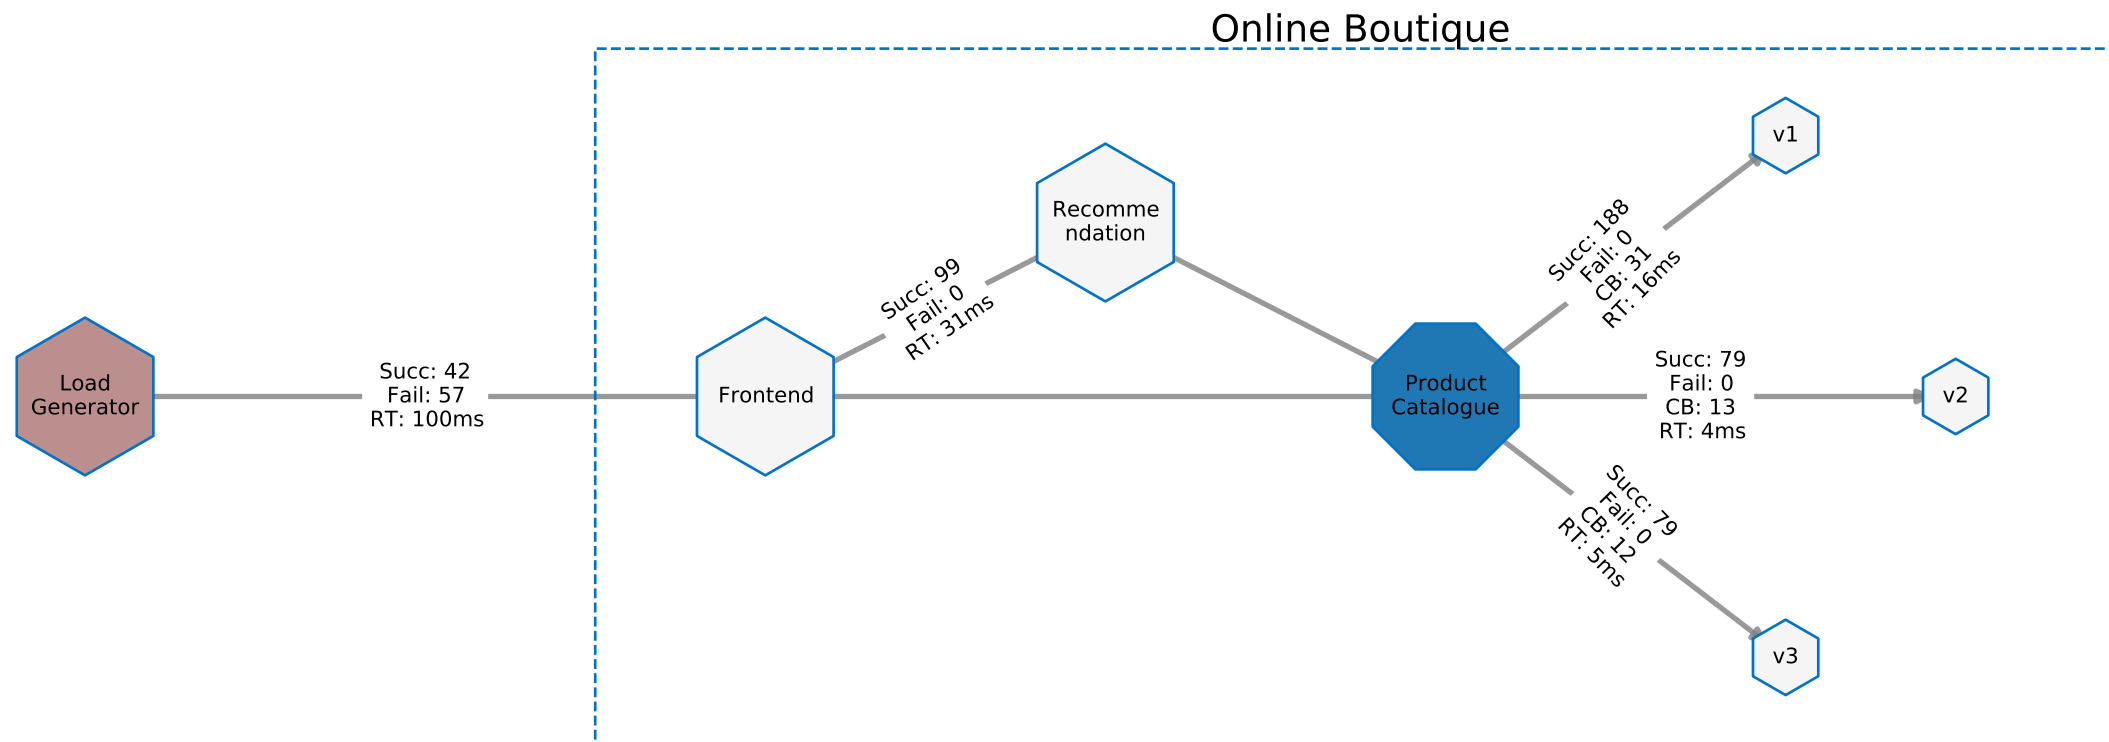 Online Boutique
Load
Generator
Succ: 42
Fail: 57
RT: 100ms
Frontend
Succ: 99
Fail: 0
RT: 31ms
Recomme
ndation
Product
Catalogue
Succ: 188
Fail: 0
CB: 31
RT: 16ms
v1
Succ: 79
Fail: 0
CB: 13
RT: 4ms
v2
Succ: 79
Fail: 0
CB: 12
RT: 5ms
v3